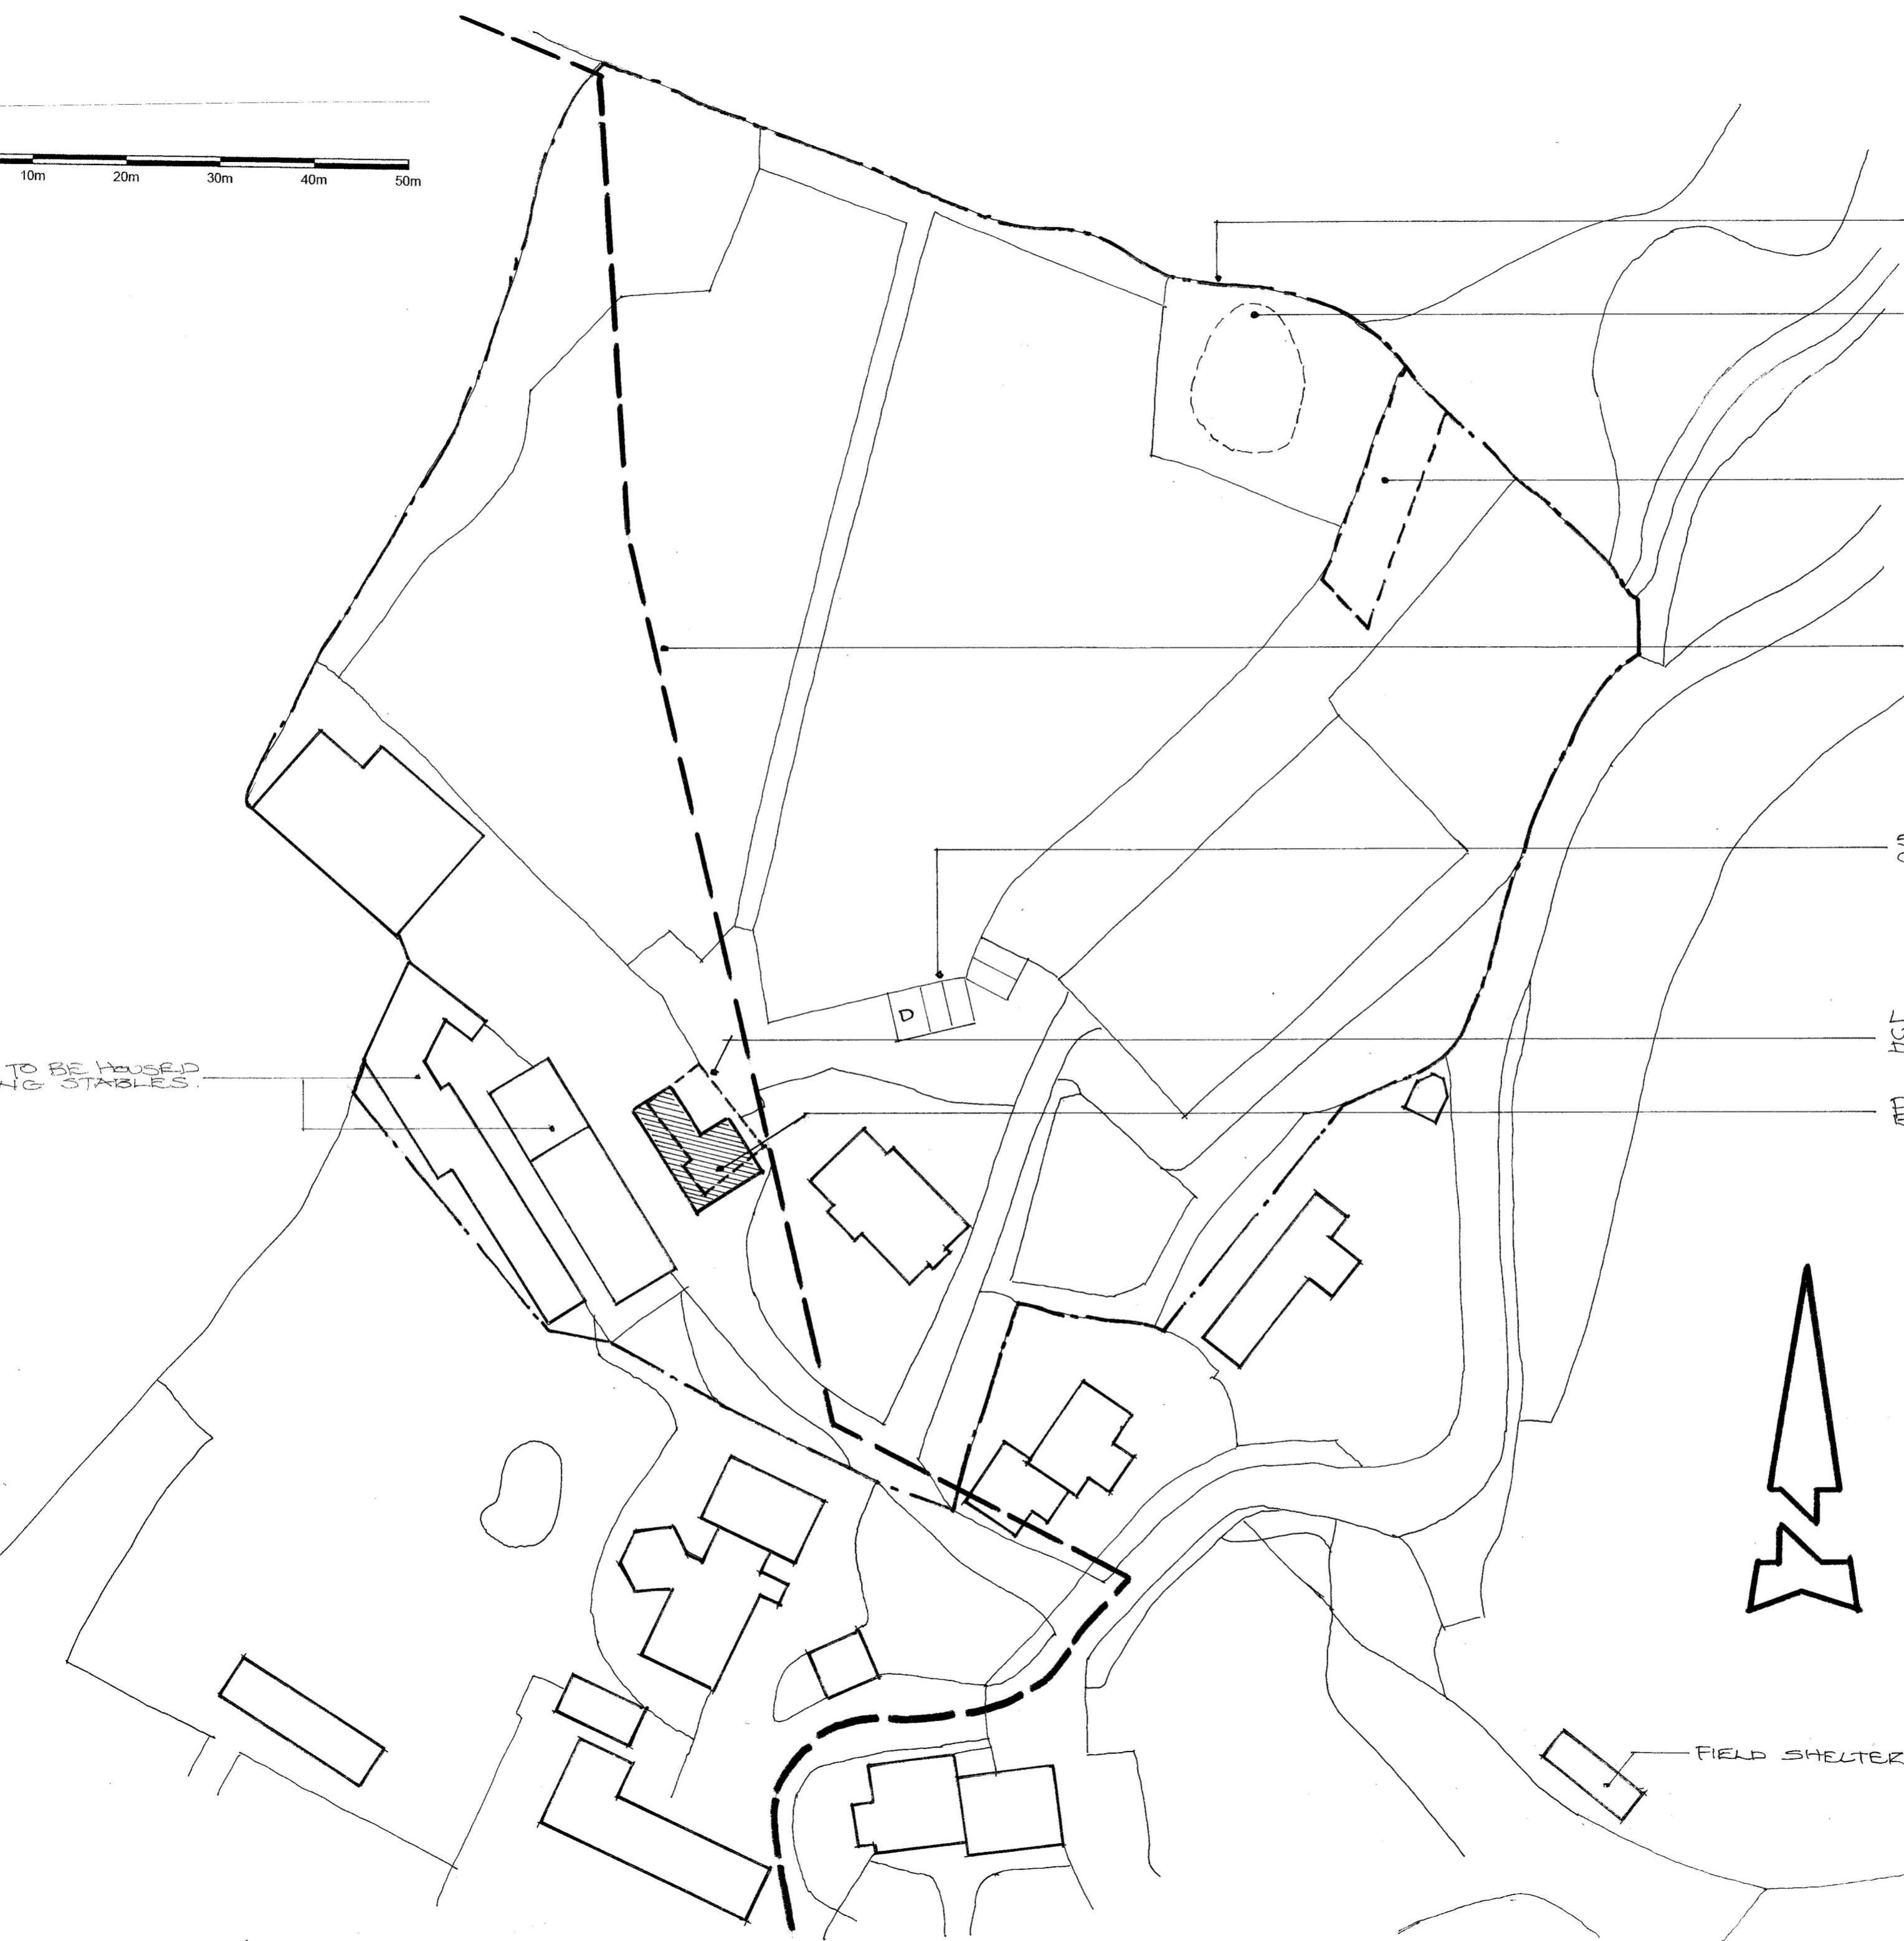 10m 20m 30m 40m 50m
D
TO BE HOUSED
NG STABLES.
FIELD SHELTER